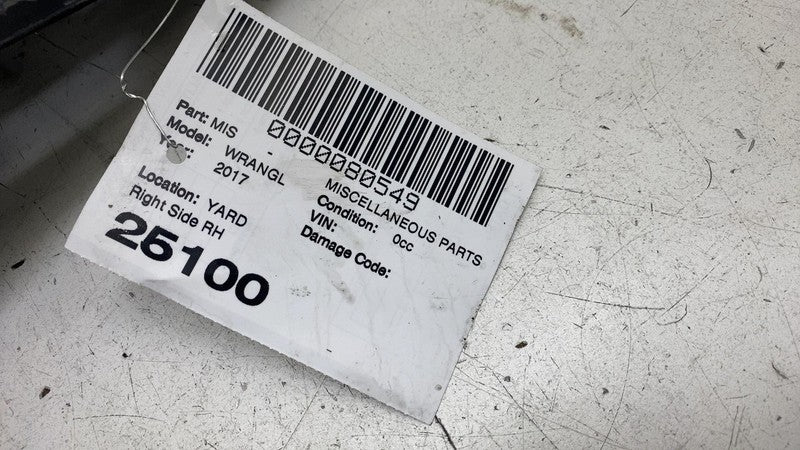 0000080549
Part: MIS - MISCELLANEOUS PARTS
Model: WRANGL Condition: 0cc
Year: 2017 VIN:
Damage Code:
Location: YARD
Right Side RH
25100